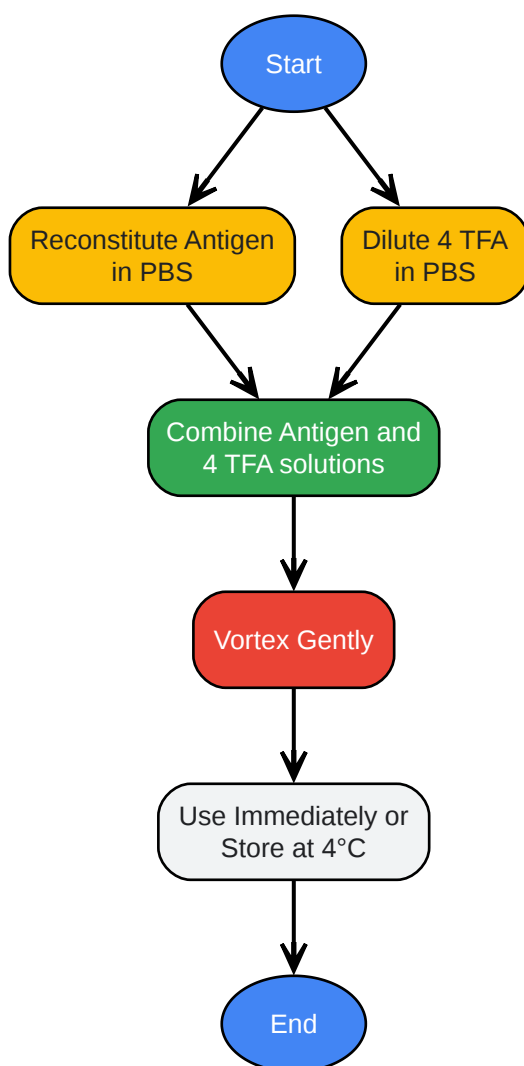 Start
Reconstitute Antigen
in PBS
Dilute 4 TFA
in PBS
Combine Antigen and
4 TFA solutions
Vortex Gently
Use Immediately or
Store at 4°C
End